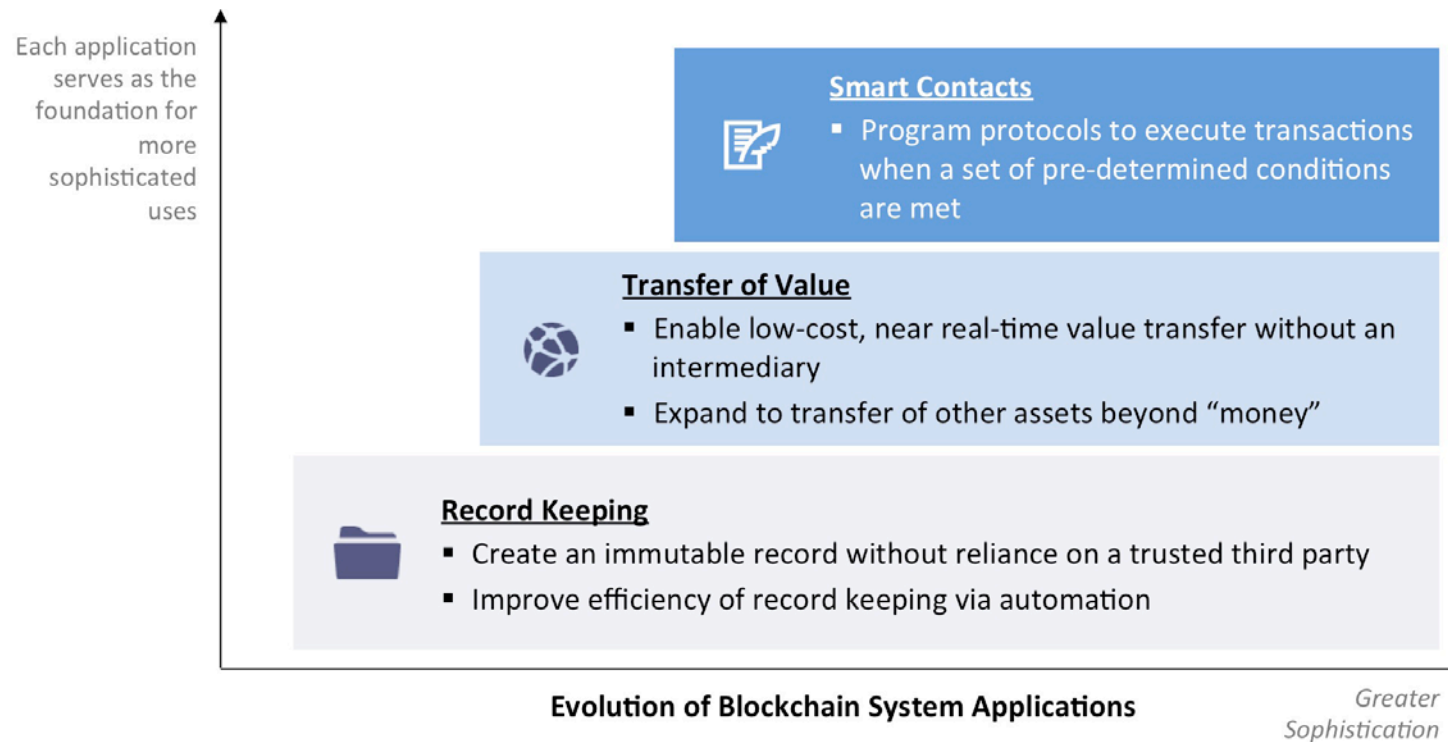 Each application
serves as the
foundation for
more
sophisticated
uses
Smart Contacts
▪ Program protocols to execute transactions
when a set of pre-determined conditions
are met
Transfer of Value
▪ Enable low-cost, near real-time value transfer without an
intermediary
▪ Expand to transfer of other assets beyond “money”
Record Keeping
▪ Create an immutable record without reliance on a trusted third party
▪ Improve efficiency of record keeping via automation
Evolution of Blockchain System Applications
Greater
Sophistication